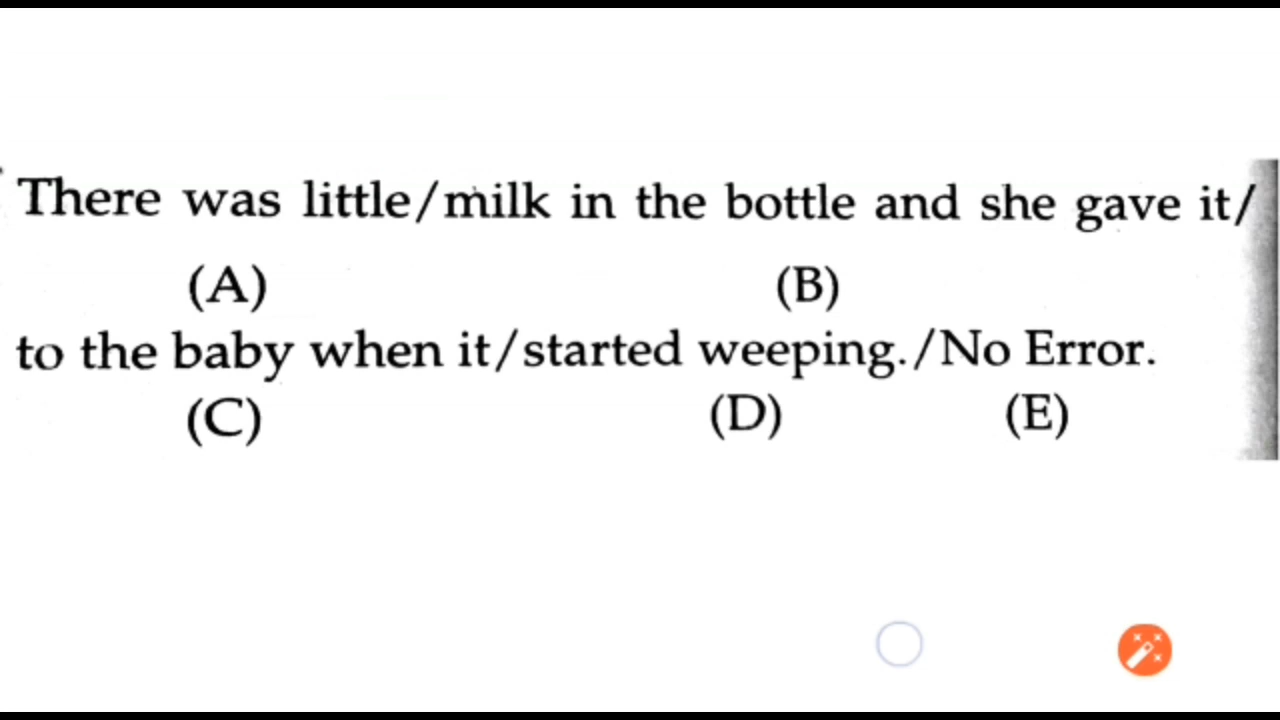 There was little/milk in the bottle and she gave it/
(A) (B)
to the baby when it/started weeping./No Error.
(C) (D) (E)